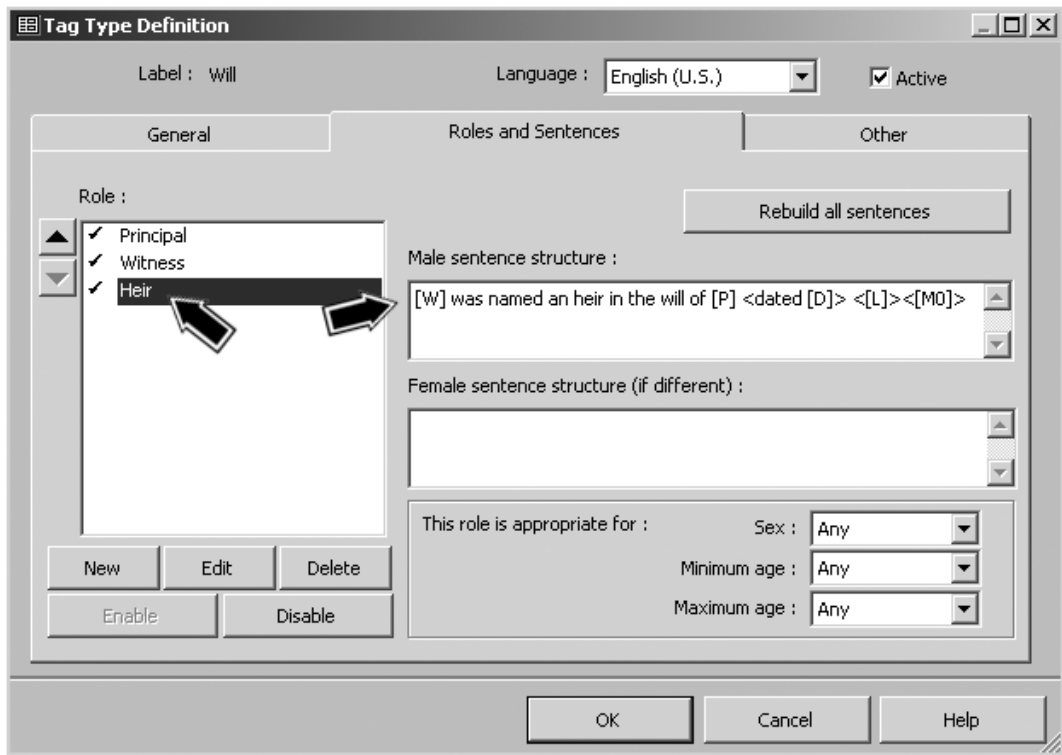 Tag Type Definition
Label : Will
Language : English (U.S.)
Active
General
Roles and Sentences
Other
Role :
Principal
Witness
Heir
Rebuild all sentences
Male sentence structure :
[W] was named an heir in the will of [P] <dated [D]> <[L]><[M0]>
Female sentence structure (if different) :
This role is appropriate for :
Sex : Any
Minimum age : Any
Maximum age : Any
New
Edit
Delete
Enable
Disable
OK
Cancel
Help